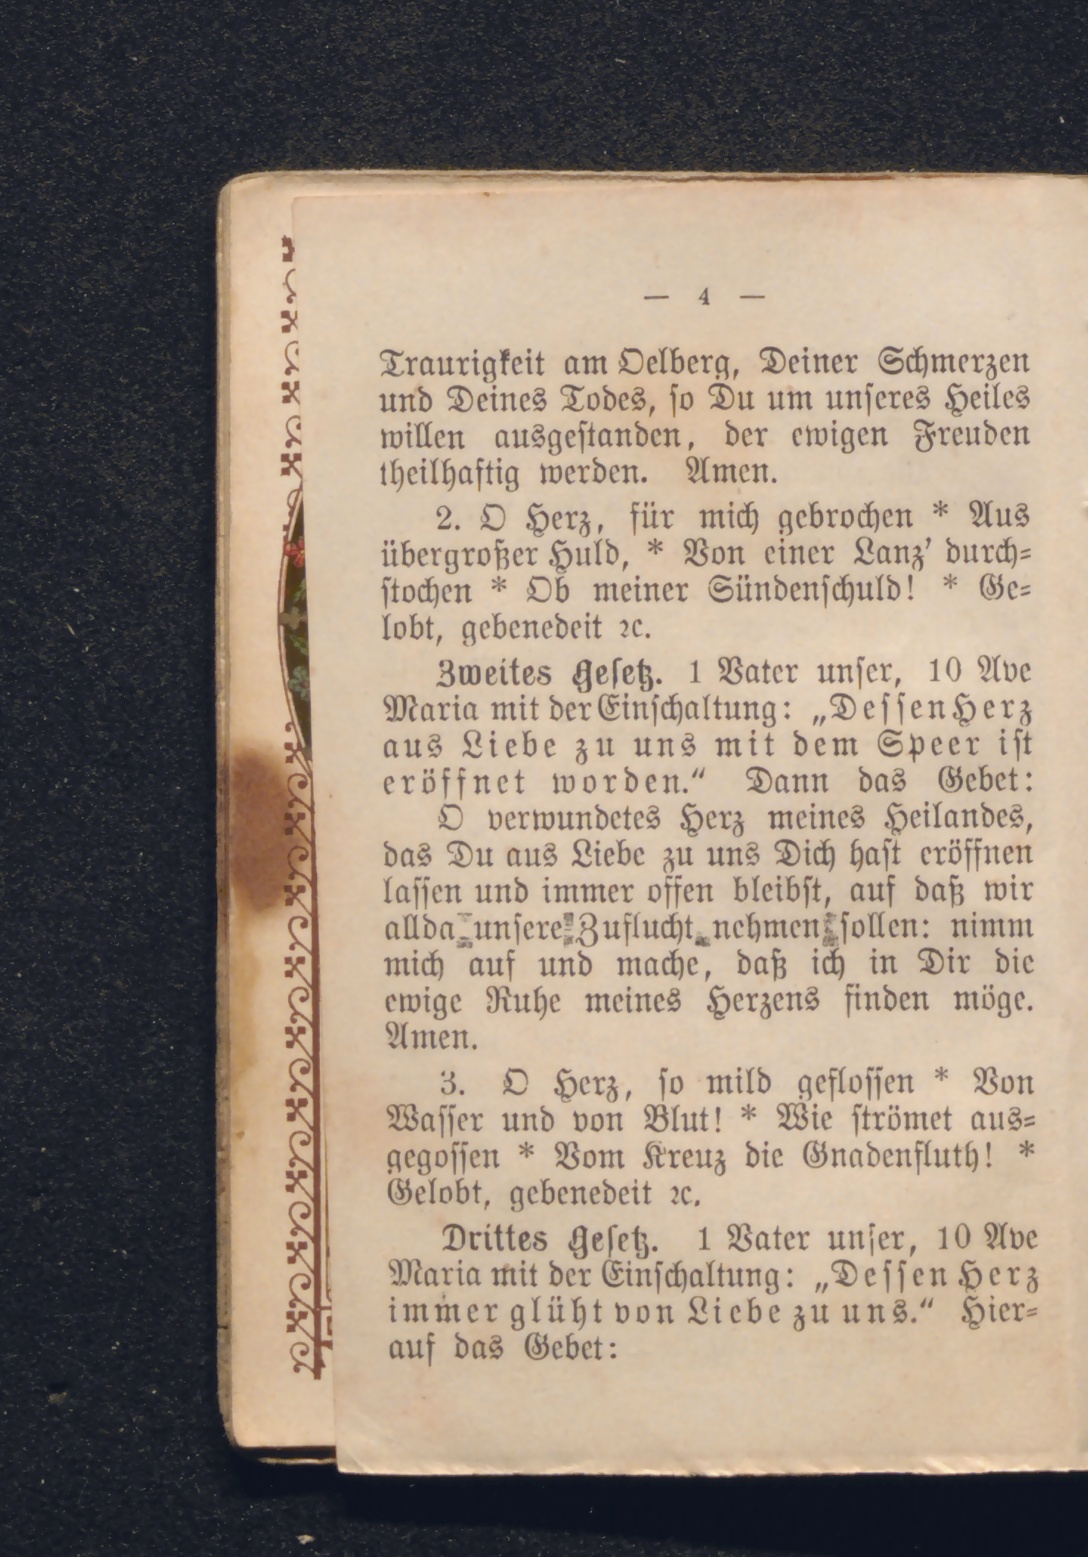 — 4 —
Traurigkeit am Oelberg, Deiner Schmerzen
und Deines Todes, so Du um unseres Heiles
willen ausgestanden, der ewigen Freuden
theilhaftig werden. Amen.
2. O Herz, für mich gebrochen * Aus
übergroßer Huld, * Von einer Lanz' durch-
stochen * Ob meiner Sündenschuld! * Ge-
lobt, gebenedeit ꝛc.
Zweites Gesetz. 1 Vater unser, 10 Ave
Maria mit der Einschaltung: „Dessen Herz
aus Liebe zu uns mit dem Speer ist
eröffnet worden.“ Dann das Gebet:
O verwundetes Herz meines Heilandes,
das Du aus Liebe zu uns Dich hast eröffnen
lassen und immer offen bleibst, auf daß wir
allda unsere Zuflucht nehmen sollen: nimm
mich auf und mache, daß ich in Dir die
ewige Ruhe meines Herzens finden möge.
Amen.
3. O Herz, so mild geflossen * Von
Wasser und von Blut! * Wie strömet aus-
gegossen * Vom Kreuz die Gnadenfluth! *
Gelobt, gebenedeit ꝛc.
Drittes Gesetz. 1 Vater unser, 10 Ave
Maria mit der Einschaltung: „Dessen Herz
immer glüht von Liebe zu uns.“ Hier-
auf das Gebet: